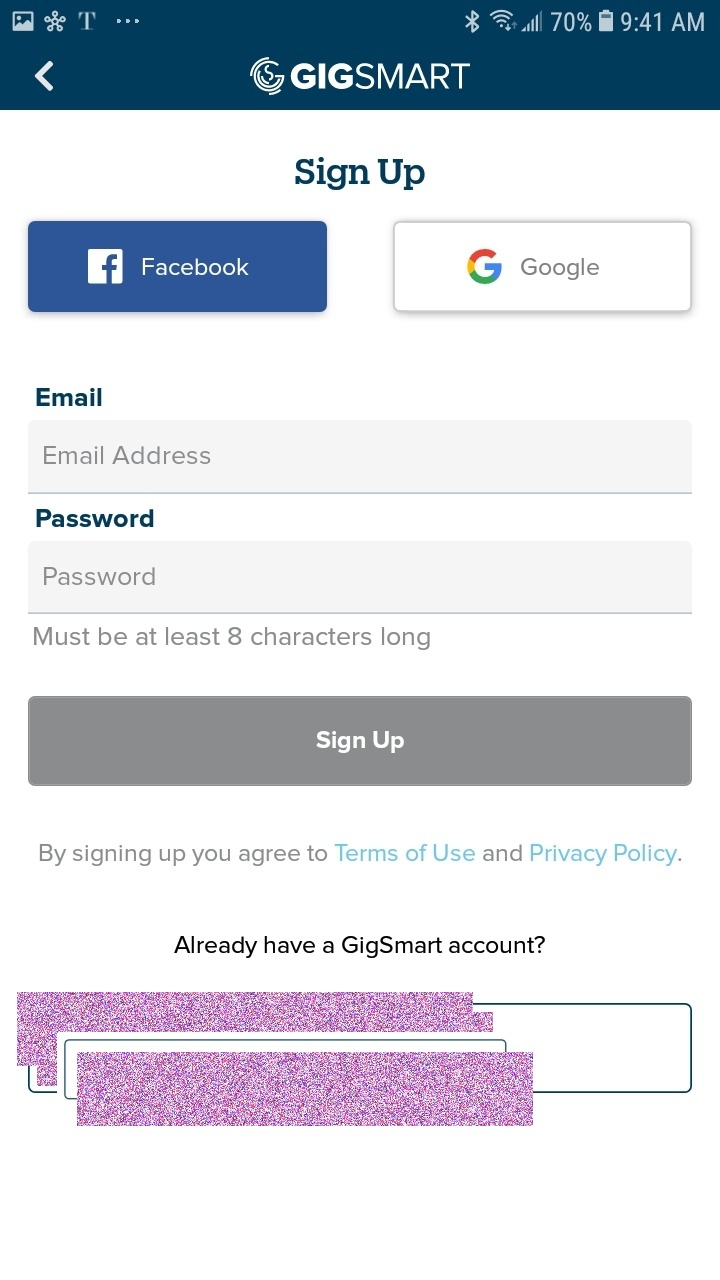 T ... 70% 9:41 AM
GIGSMART
Sign Up
Facebook
Google
Email
Email Address
Password
Password
Must be at least 8 characters long
Sign Up
By signing up you agree to Terms of Use and Privacy Policy.
Already have a GigSmart account?